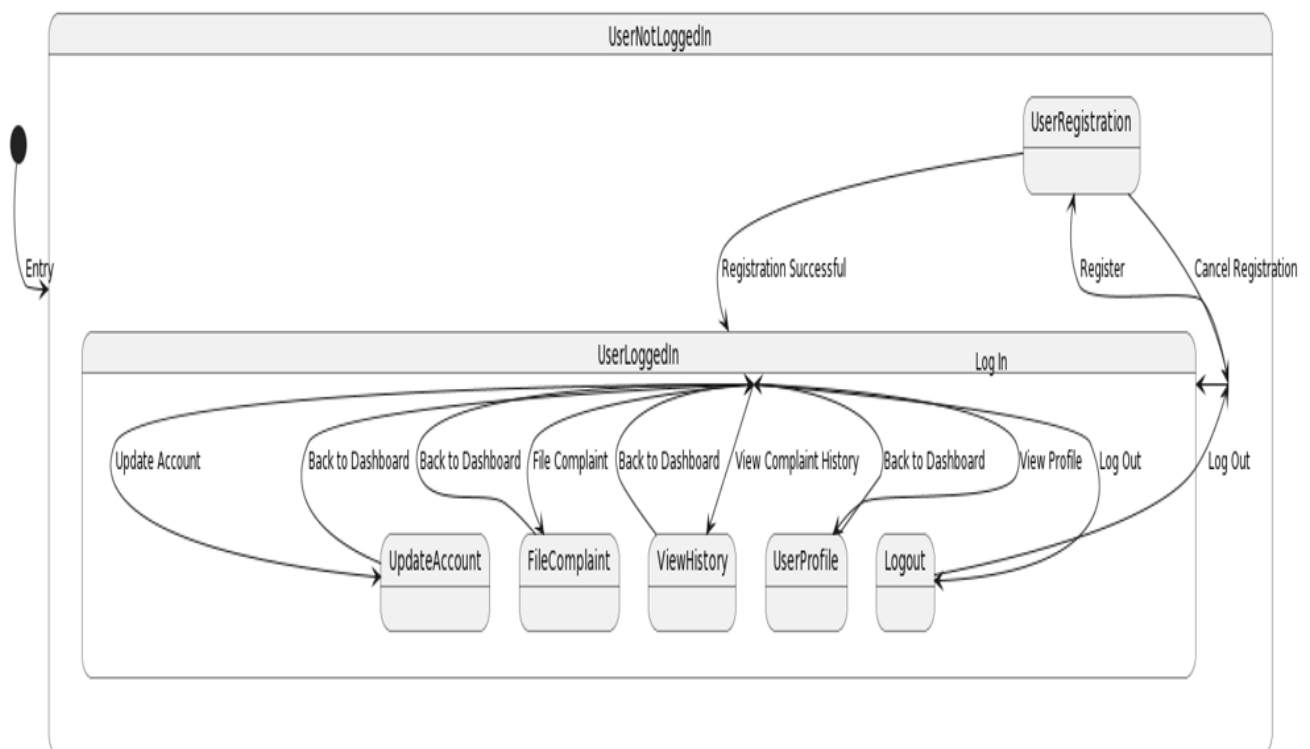 UserNotLoggedIn
UserRegistration
Entry
Registration Successful
Register
Cancel Registration
UserLoggedIn
Log In
Update Account
Back to Dashboard
Back to Dashboard
File Complaint
Back to Dashboard
View Complaint History
Back to Dashboard
View Profile
Log Out
Log Out
UpdateAccount
FileComplaint
ViewHistory
UserProfile
Logout